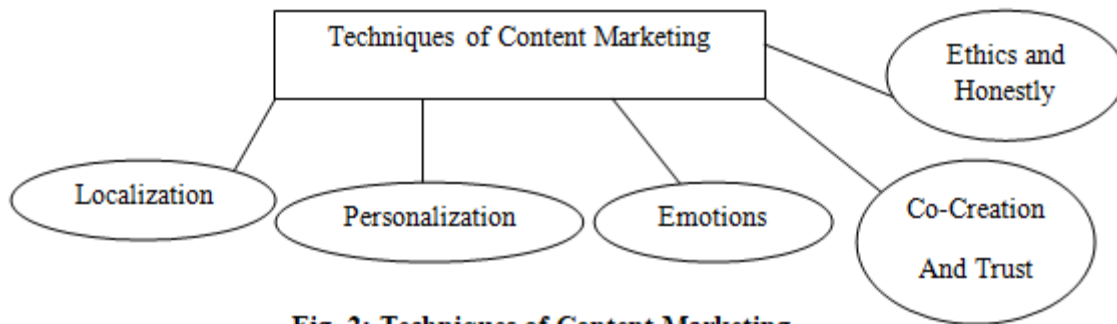 Techniques of Content Marketing
Ethics and
Honestly
Localization
Personalization
Emotions
Co-Creation
And Trust
Fig. 2: Techniques of Content Marketing